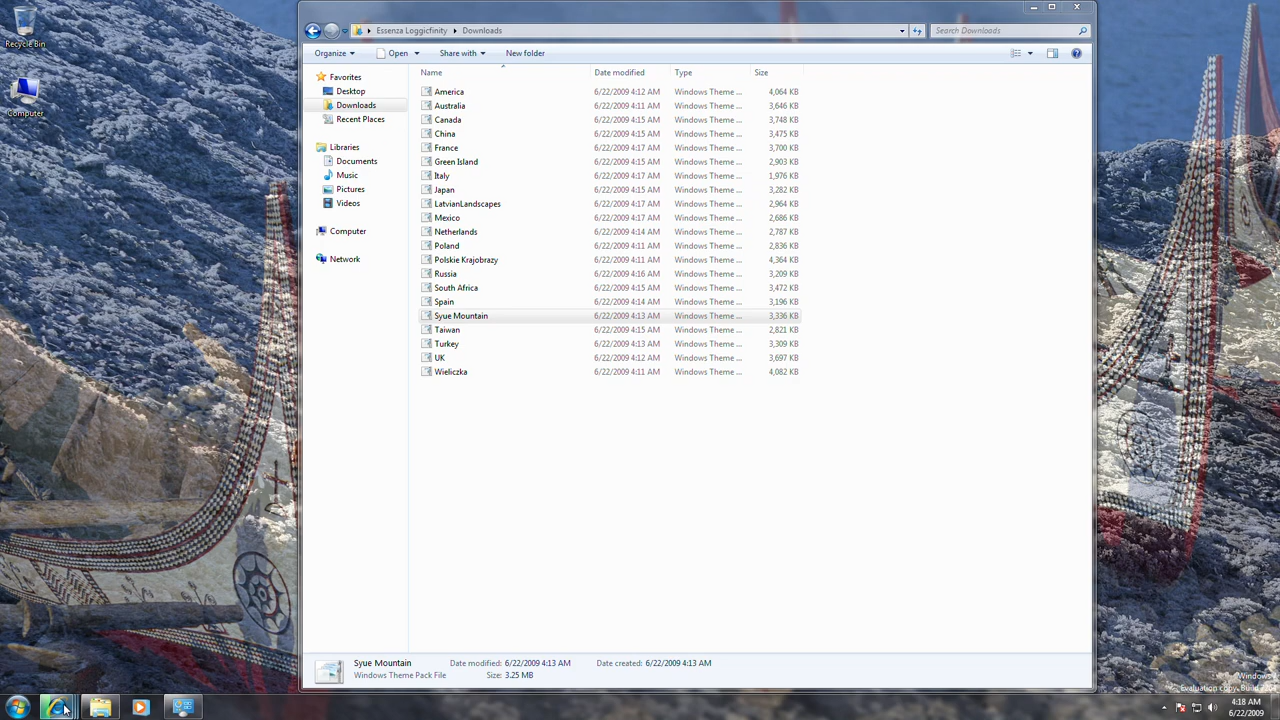 Recycle Bin
Computer
Essenza Loggicfinity Downloads
Search Downloads
Organize Open Share with New folder
Favorites
Desktop
Downloads
Recent Places
Libraries
Documents
Music
Pictures
Videos
Computer
Network
Name Date modified Type Size
America 6/22/2009 4:12 AM Windows Theme ... 4,064 KB
Australia 6/22/2009 4:11 AM Windows Theme ... 3,646 KB
Canada 6/22/2009 4:15 AM Windows Theme ... 3,748 KB
China 6/22/2009 4:15 AM Windows Theme ... 3,475 KB
France 6/22/2009 4:17 AM Windows Theme ... 3,700 KB
Green Island 6/22/2009 4:15 AM Windows Theme ... 2,903 KB
Italy 6/22/2009 4:17 AM Windows Theme ... 1,976 KB
Japan 6/22/2009 4:15 AM Windows Theme ... 3,282 KB
LatvianLandscapes 6/22/2009 4:17 AM Windows Theme ... 2,964 KB
Mexico 6/22/2009 4:17 AM Windows Theme ... 2,686 KB
Netherlands 6/22/2009 4:14 AM Windows Theme ... 2,787 KB
Poland 6/22/2009 4:11 AM Windows Theme ... 2,836 KB
Polskie Krajobrazy 6/22/2009 4:11 AM Windows Theme ... 4,364 KB
Russia 6/22/2009 4:16 AM Windows Theme ... 3,209 KB
South Africa 6/22/2009 4:15 AM Windows Theme ... 3,472 KB
Spain 6/22/2009 4:14 AM Windows Theme ... 3,196 KB
Syue Mountain 6/22/2009 4:13 AM Windows Theme ... 3,336 KB
Taiwan 6/22/2009 4:15 AM Windows Theme ... 2,821 KB
Turkey 6/22/2009 4:13 AM Windows Theme ... 3,309 KB
UK 6/22/2009 4:12 AM Windows Theme ... 3,697 KB
Wieliczka 6/22/2009 4:11 AM Windows Theme ... 4,082 KB
Syue Mountain Date modified: 6/22/2009 4:13 AM Date created: 6/22/2009 4:13 AM
Windows Theme Pack File Size: 3.25 MB
Windows
Evaluation copy. Build
4:18 AM
6/22/2009